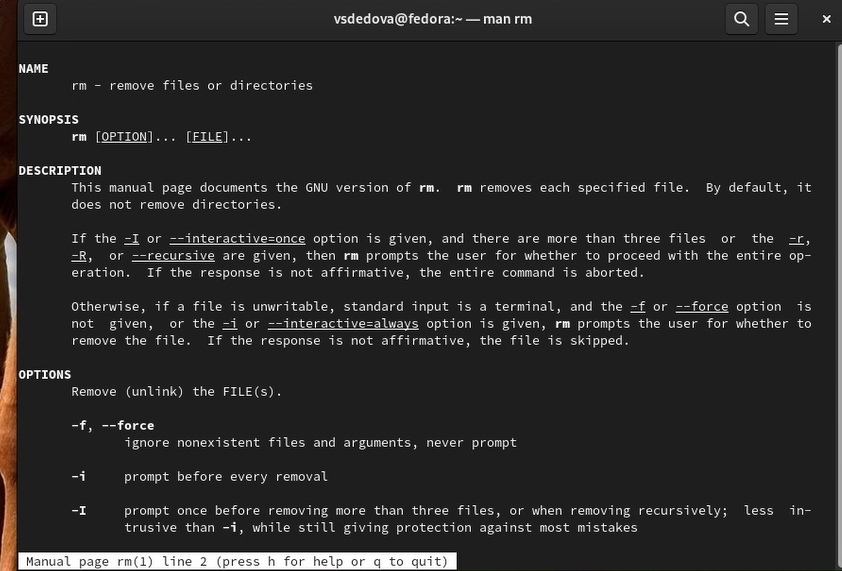 vsdedova@fedora:~ — man rm
NAME
rm - remove files or directories
SYNOPSIS
rm [OPTION]... [FILE]...
DESCRIPTION
This manual page documents the GNU version of rm.  rm removes each specified file.  By default, it
does not remove directories.
If the -I or --interactive=once option is given, and there are more than three files  or  the  -r,
-R,  or --recursive are given, then rm prompts the user for whether to proceed with the entire op-
eration.  If the response is not affirmative, the entire command is aborted.
Otherwise, if a file is unwritable, standard input is a terminal, and the -f or --force option  is
not  given,  or the -i or --interactive=always option is given, rm prompts the user for whether to
remove the file.  If the response is not affirmative, the file is skipped.
OPTIONS
Remove (unlink) the FILE(s).
-f, --force
ignore nonexistent files and arguments, never prompt
-i     prompt before every removal
-I     prompt once before removing more than three files, or when removing recursively;  less  in-
trusive than -i, while still giving protection against most mistakes
Manual page rm(1) line 2 (press h for help or q to quit)